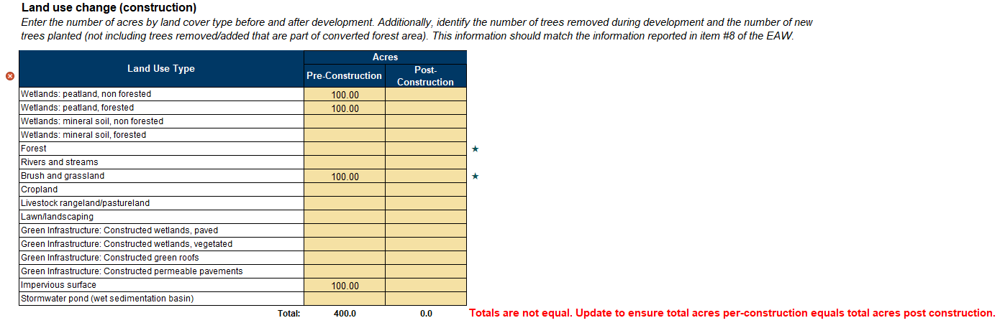 Land use change (construction)
Enter the number of acres by land cover type before and after development. Additionally, identify the number of trees removed during development and the number of new
trees planted (not including trees removed/added that are part of converted forest area). This information should match the information reported in item #8 of the EAW.
Land Use Type
Acres
Pre-Construction
Post-
Construction
Wetlands: peatland, non forested 100.00
Wetlands: peatland, forested 100.00
Wetlands: mineral soil, non forested
Wetlands: mineral soil, forested
Forest
Rivers and streams
Brush and grassland 100.00
Cropland
Livestock rangeland/pastureland
Lawn/landscaping
Green Infrastructure: Constructed wetlands, paved
Green Infrastructure: Constructed wetlands, vegetated
Green Infrastructure: Constructed green roofs
Green Infrastructure: Constructed permeable pavements
Impervious surface 100.00
Stormwater pond (wet sedimentation basin)
Total: 400.0 0.0 Totals are not equal. Update to ensure total acres per-construction equals total acres post construction.